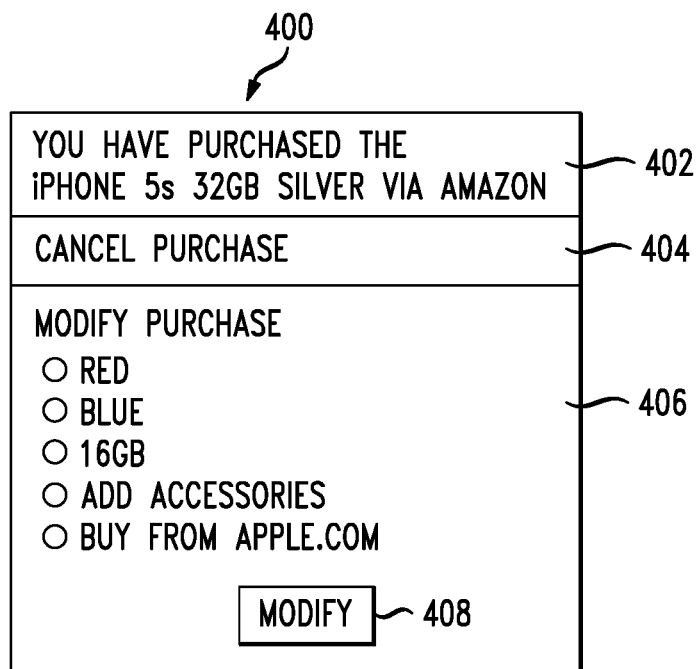 400
YOU HAVE PURCHASED THE
iPHONE 5s 32GB SILVER VIA AMAZON
402
CANCEL PURCHASE
404
MODIFY PURCHASE
RED
BLUE
406
16GB
ADD ACCESSORIES
BUY FROM APPLE.COM
MODIFY
408